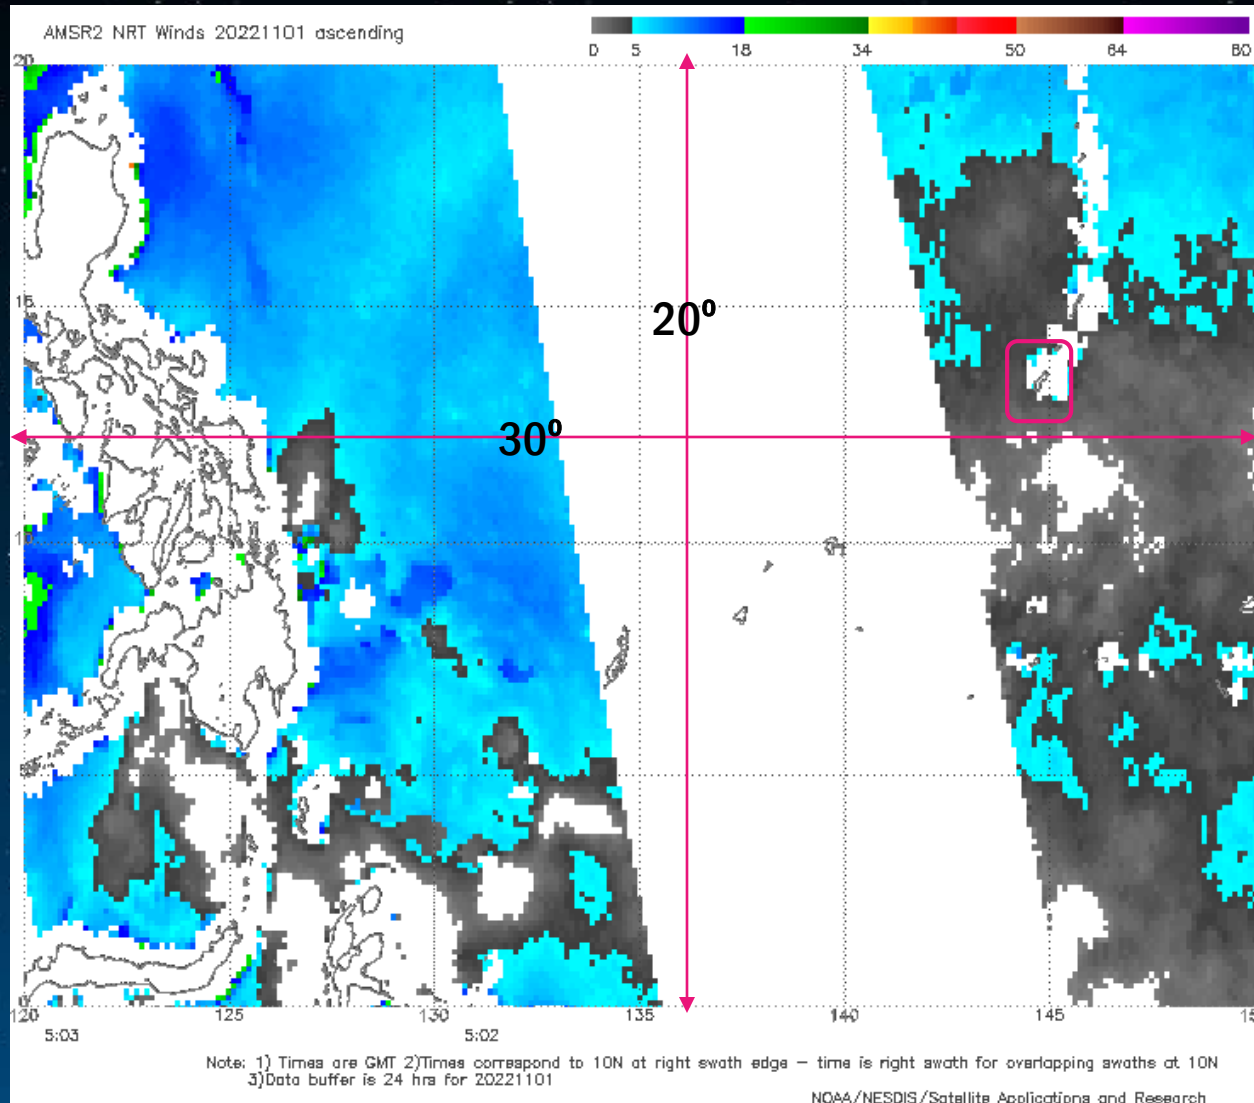 AMSR2 NRT Winds 20221101 ascending
0 5 18 34 50 64 80
20
15
20⁰
30⁰
10
5
0
120 125 130 135 140 145 15
5:03 5:02
Note: 1) Times are GMT 2)Times correspond to 10N at right swath edge – time is right swath for overlapping swaths at 10N
3)Data buffer is 24 hrs for 20221101
NOAA/NESDIS/Satellite Applications and Research